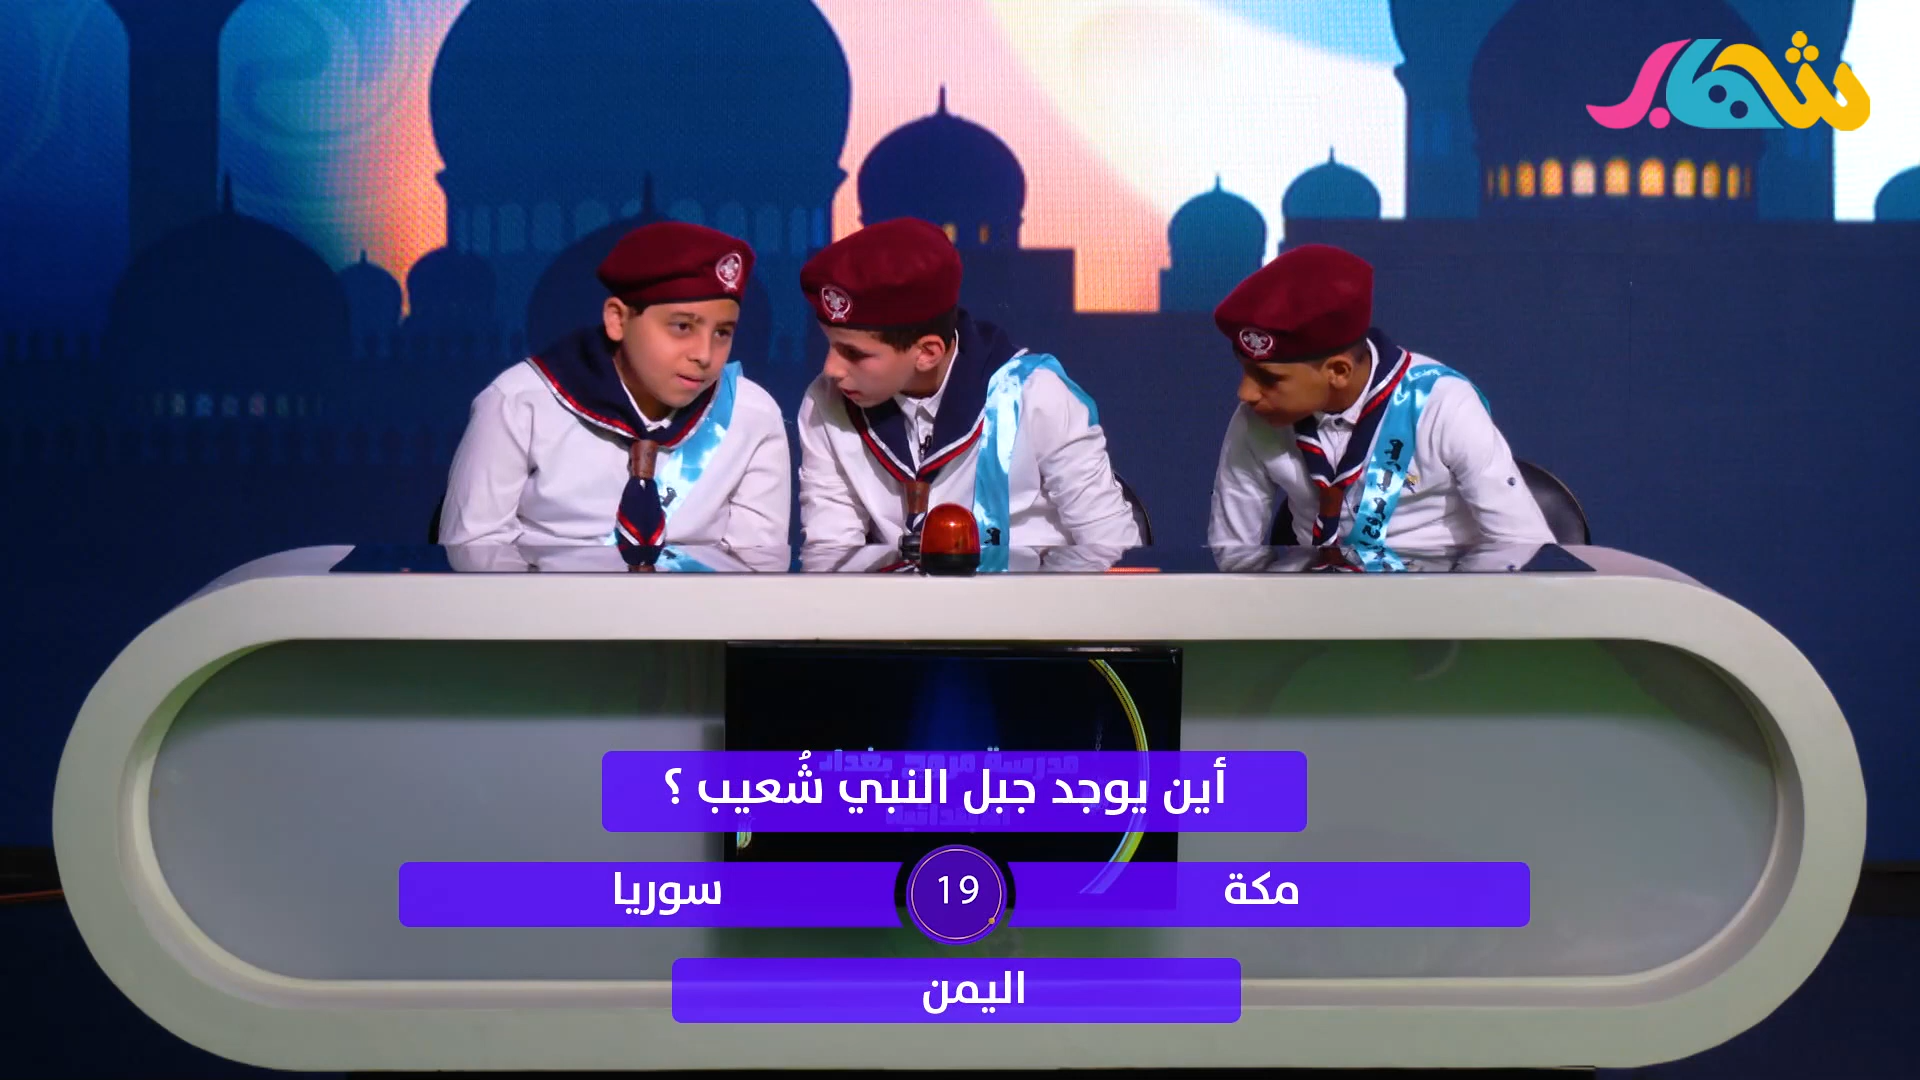 شهاب
أين يوجد جبل النبي شُعيب ؟
مكة
19
سوريا
اليمن